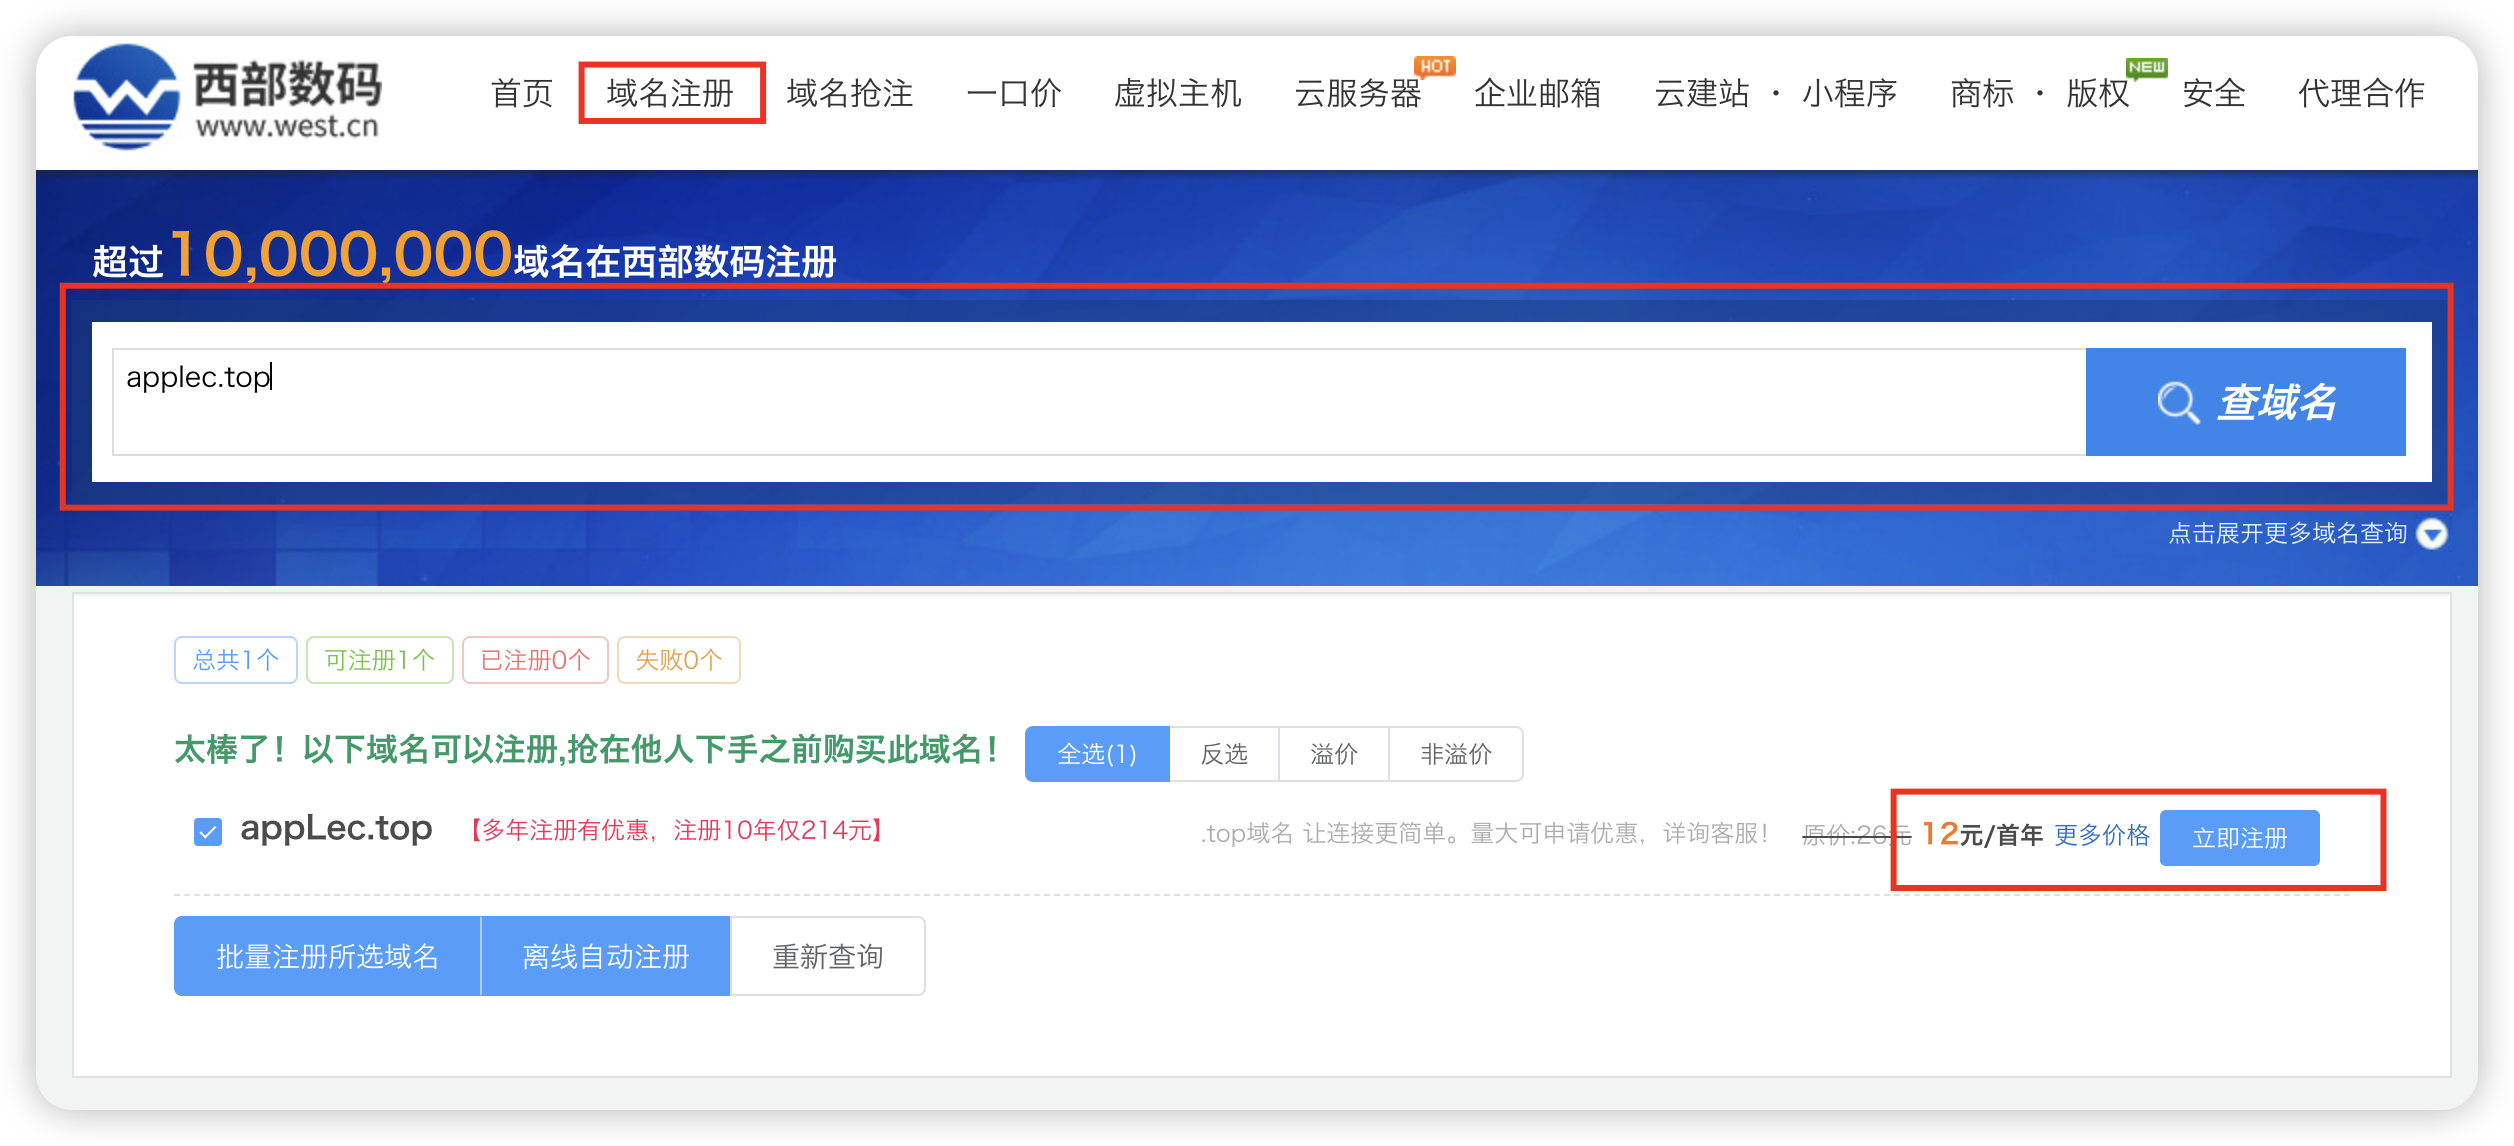 西部数码
www.west.cn
首页 域名注册 域名抢注 一口价 虚拟主机 云服务器 HOT 企业邮箱 云建站 · 小程序 商标 · 版权 NEW 安全 代理合作
超过10,000,000域名在西部数码注册
applec.top
查域名
点击展开更多域名查询
总共1个 可注册1个 已注册0个 失败0个
太棒了！以下域名可以注册,抢在他人下手之前购买此域名！ 全选(1) 反选 溢价 非溢价
appLec.top 【多年注册有优惠，注册10年仅214元】 .top域名 让连接更简单。量大可申请优惠，详询客服！ 原价:26元 12元/首年 更多价格 立即注册
批量注册所选域名 离线自动注册 重新查询